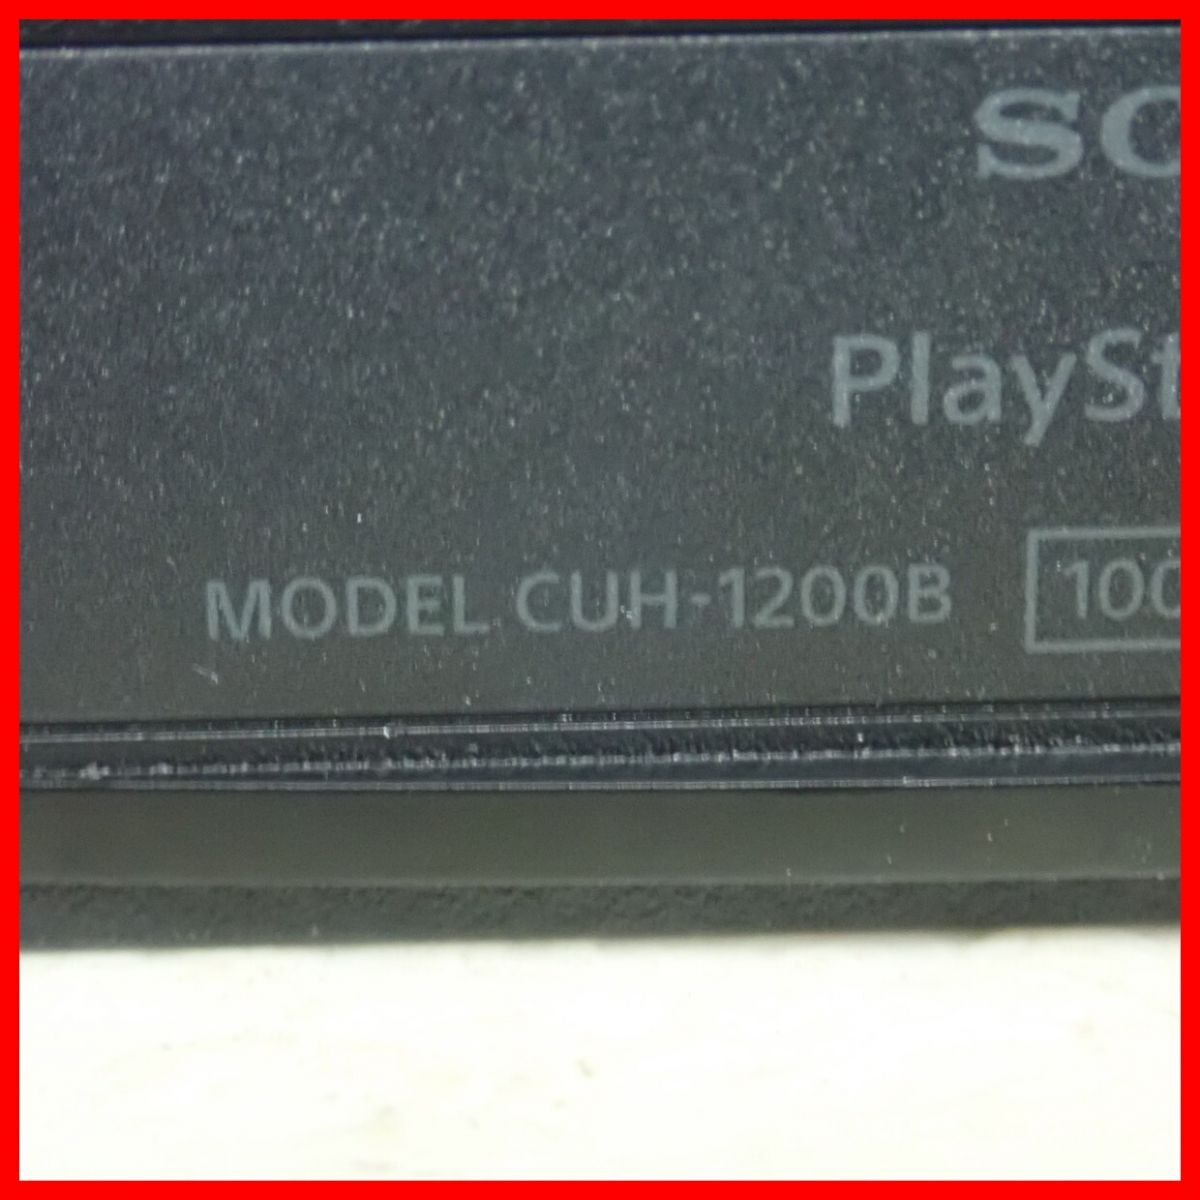 SO
PlaySt
MODEL CUH-1200B 100